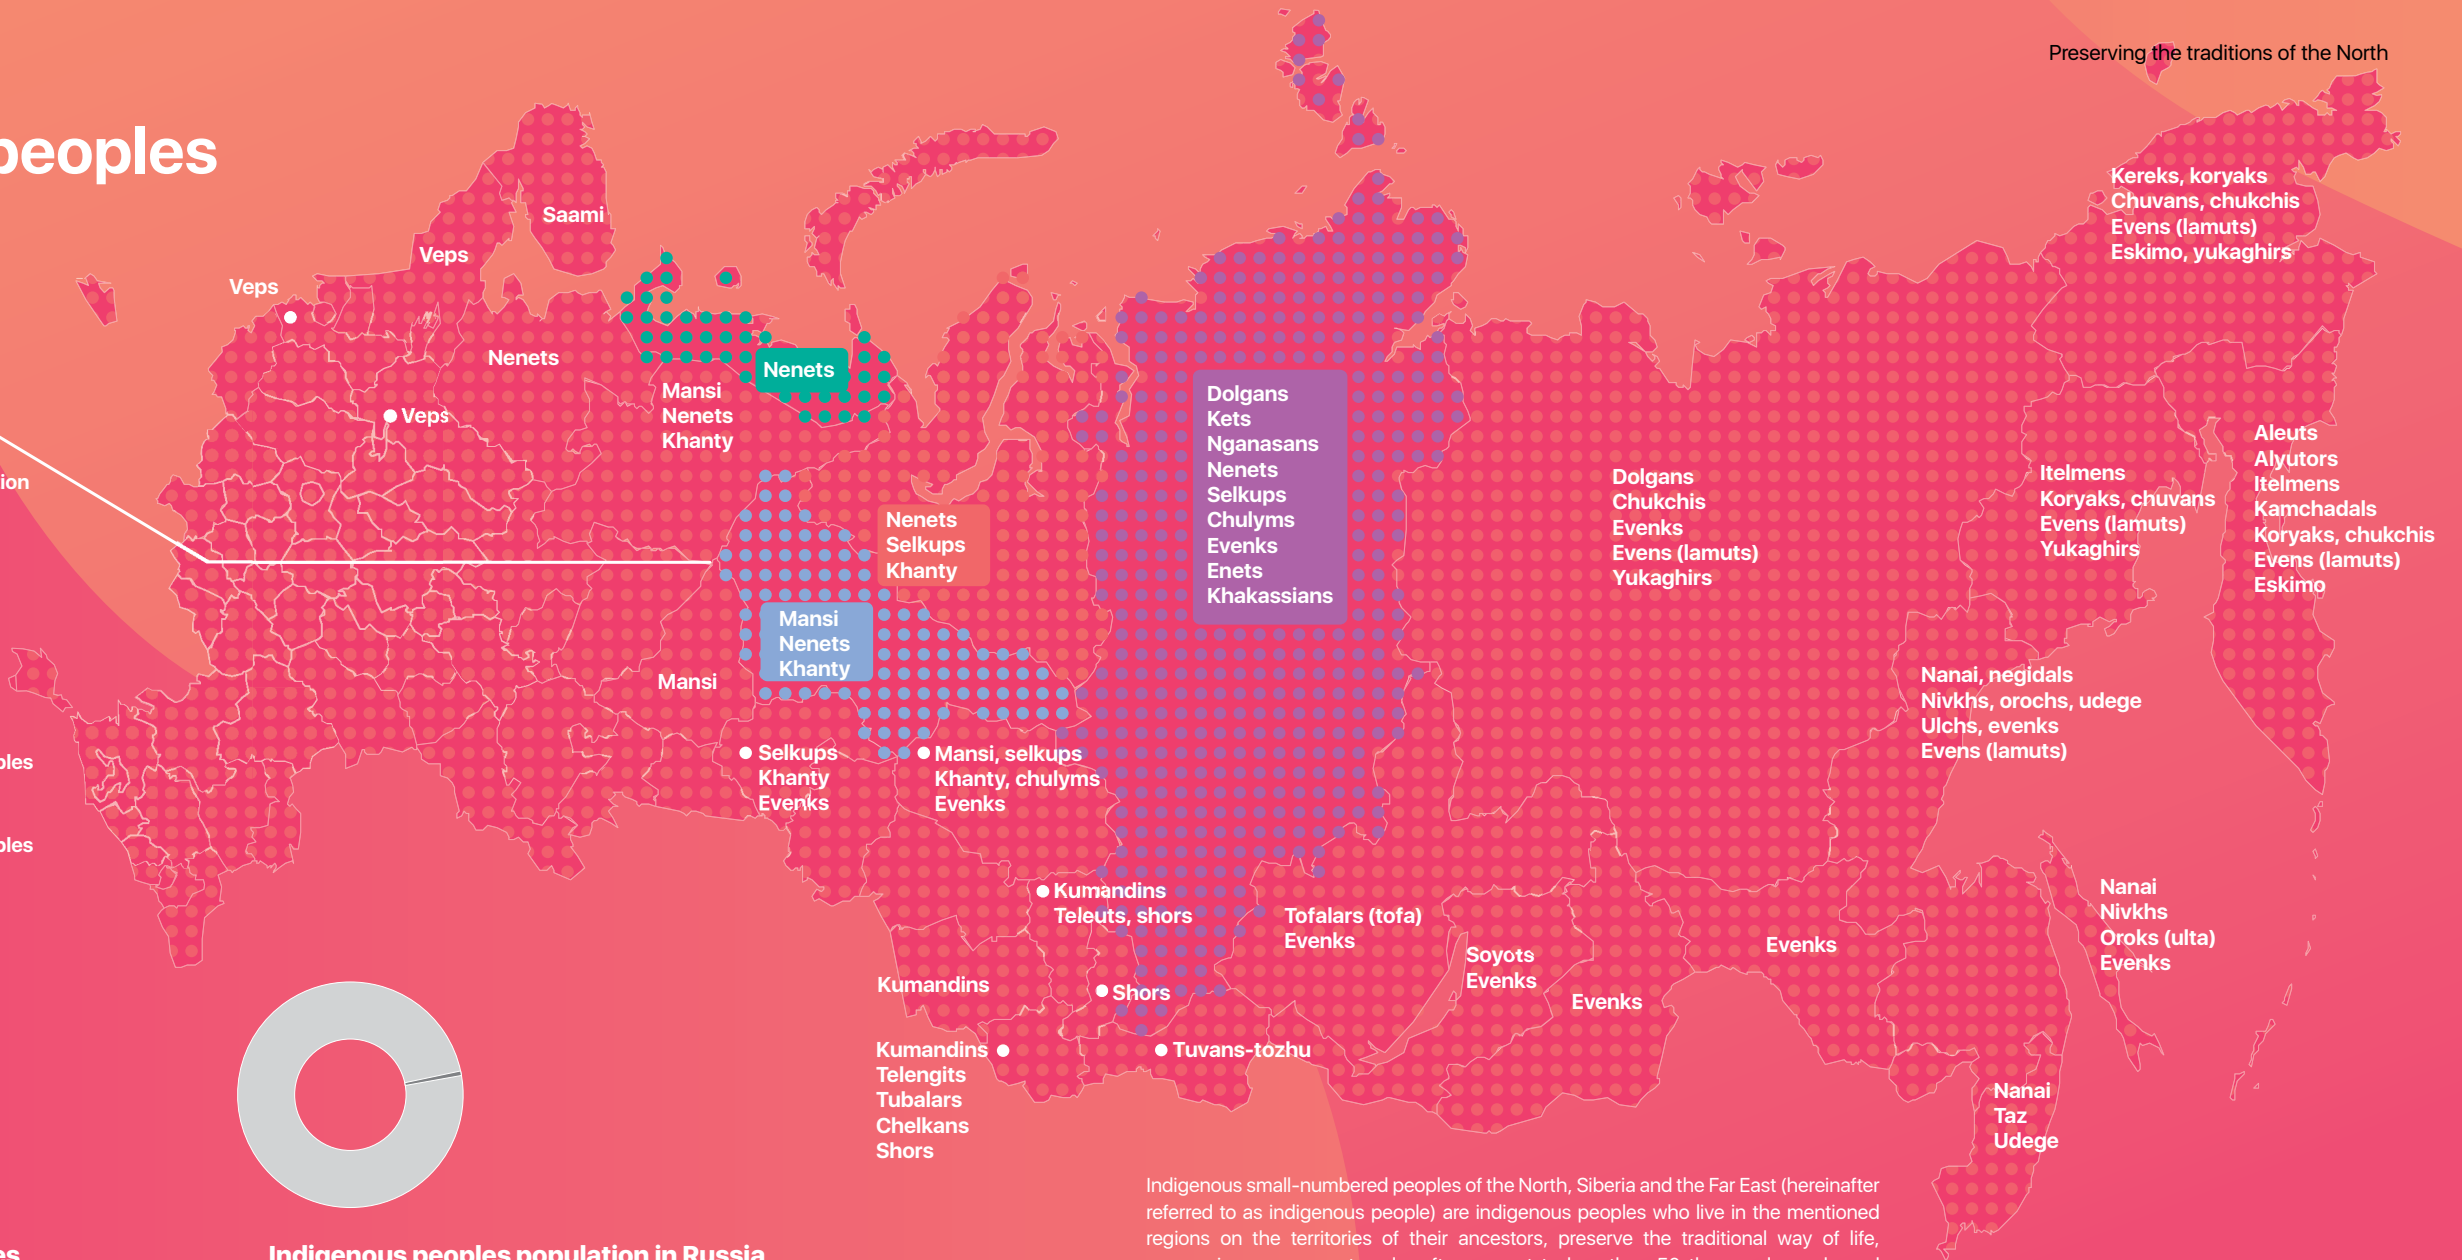 Preserving the traditions of the North
peoples
Saami
Veps
Veps
Veps
Nenets
Nenets
Mansi
Nenets
Khanty
Nenets
Selkups
Khanty
Mansi
Nenets
Khanty
Mansi
Selkups
Khanty
Evenks
Mansi, selkups
Khanty, chulyms
Evenks
Dolgans
Kets
Nganasans
Nenets
Selkups
Chulyms
Evenks
Enets
Khakassians
Dolgans
Chukchis
Evenks
Evens (lamuts)
Yukaghirs
Kereks, koryaks
Chuvans, chukchis
Evens (lamuts)
Eskimo, yukaghirs
Itelmens
Koryaks, chuvans
Evens (lamuts)
Yukaghirs
Aleuts
Alyutors
Itelmens
Kamchadals
Koryaks, chukchis
Evens (lamuts)
Eskimo
Nanai, negidals
Nivkhs, orochs, udege
Ulchs, evenks
Evens (lamuts)
Nanai
Nivkhs
Oroks (ulta)
Evenks
Kumandins
Teleuts, shors
Tofalars (tofa)
Evenks
Soyots
Evenks
Evenks
Evenks
Kumandins
Shors
Kumandins
Telengits
Tubalars
Chelkans
Shors
Tuvans-tozhu
Nanai
Taz
Udege
Indigenous small-numbered peoples of the North, Siberia and the Far East (hereinafter
referred to as indigenous people) are indigenous peoples who live in the mentioned
regions on the territories of their ancestors, preserve the traditional way of life,
Indigenous peoples population in Russia
ion
ples
ples
es